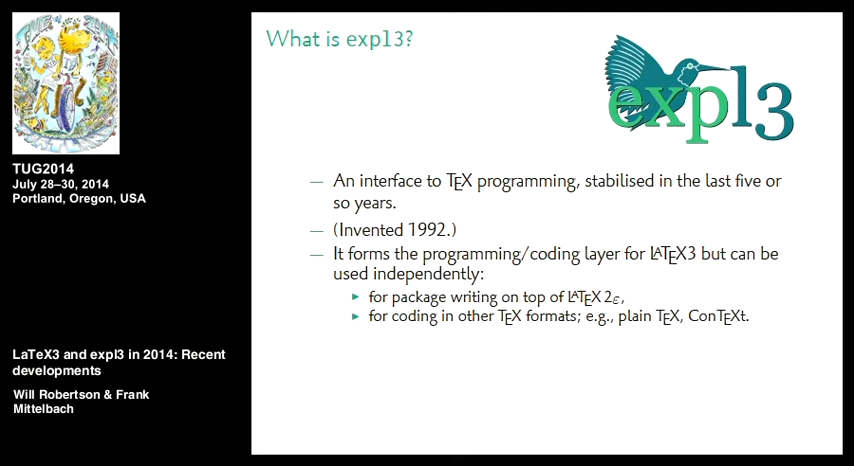 TUG2014
July 28–30, 2014
Portland, Oregon, USA
LaTeX3 and expl3 in 2014: Recent
developments
Will Robertson & Frank
Mittelbach
What is expl3?
expl3
— An interface to TEX programming, stabilised in the last five or
so years.
— (Invented 1992.)
— It forms the programming/coding layer for LATEX3 but can be
used independently:
► for package writing on top of LATEX 2ε,
► for coding in other TEX formats; e.g., plain TEX, ConTEXt.